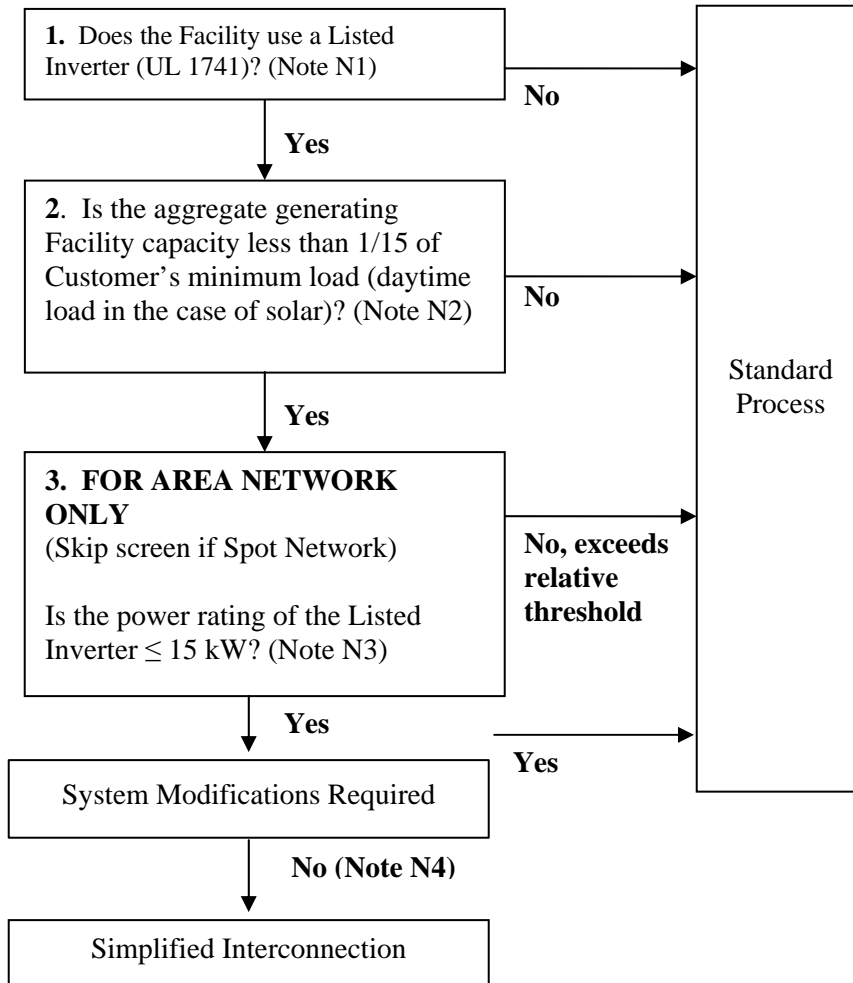 1. Does the Facility use a Listed
Inverter (UL 1741)? (Note N1)
No
Yes
2. Is the aggregate generating
Facility capacity less than 1/15 of
Customer’s minimum load (daytime
load in the case of solar)? (Note N2)
No
Yes
Standard
Process
3. FOR AREA NETWORK
ONLY
(Skip screen if Spot Network)
Is the power rating of the Listed
Inverter ≤ 15 kW? (Note N3)
No, exceeds
relative
threshold
Yes
System Modifications Required
Yes
No (Note N4)
Simplified Interconnection